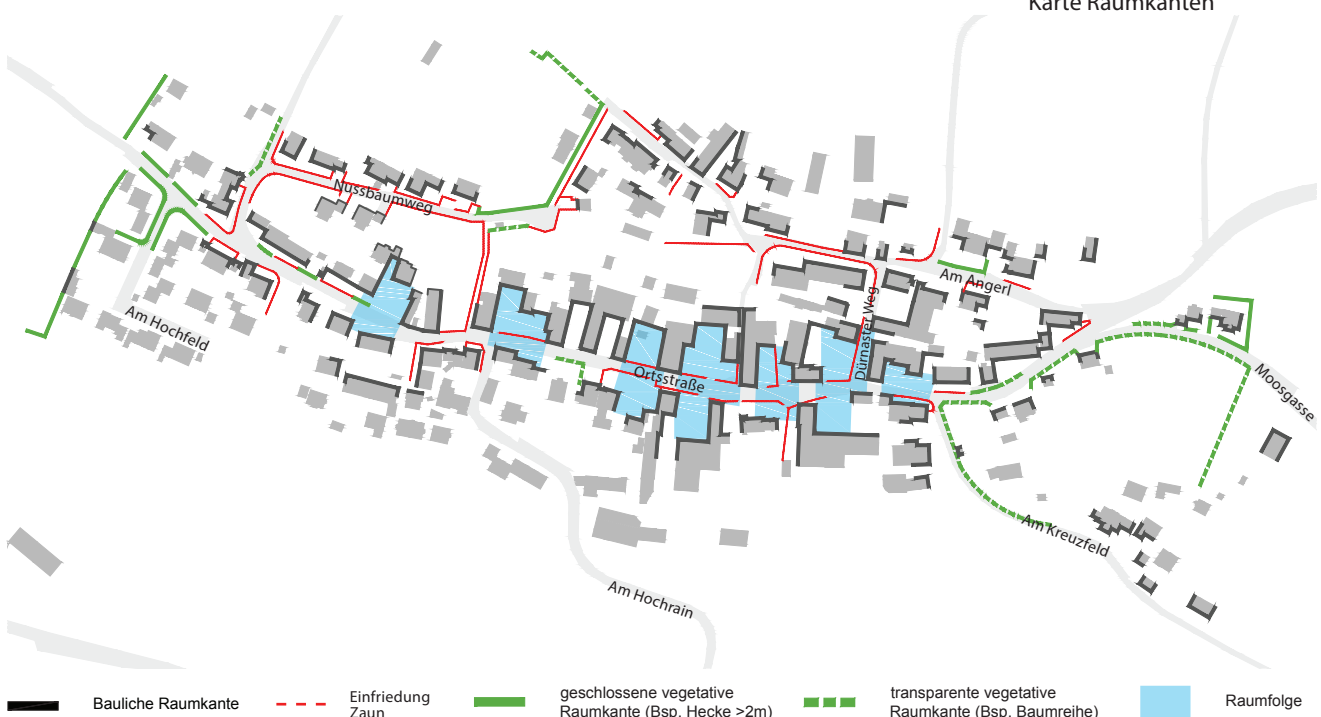 Karte Raumkanten
Nussbaumweg
Am Hochfeld
Ortsstraße
Dürnaster Weg
Am Angerl
Moosgasse
Am Kreuzfeld
Am Hochrain
Bauliche Raumkante
Einfriedung
Zaun
geschlossene vegetative
Raumkante (Bsp. Hecke >2m)
transparente vegetative
Raumkante (Bsp. Baumreihe)
Raumfolge